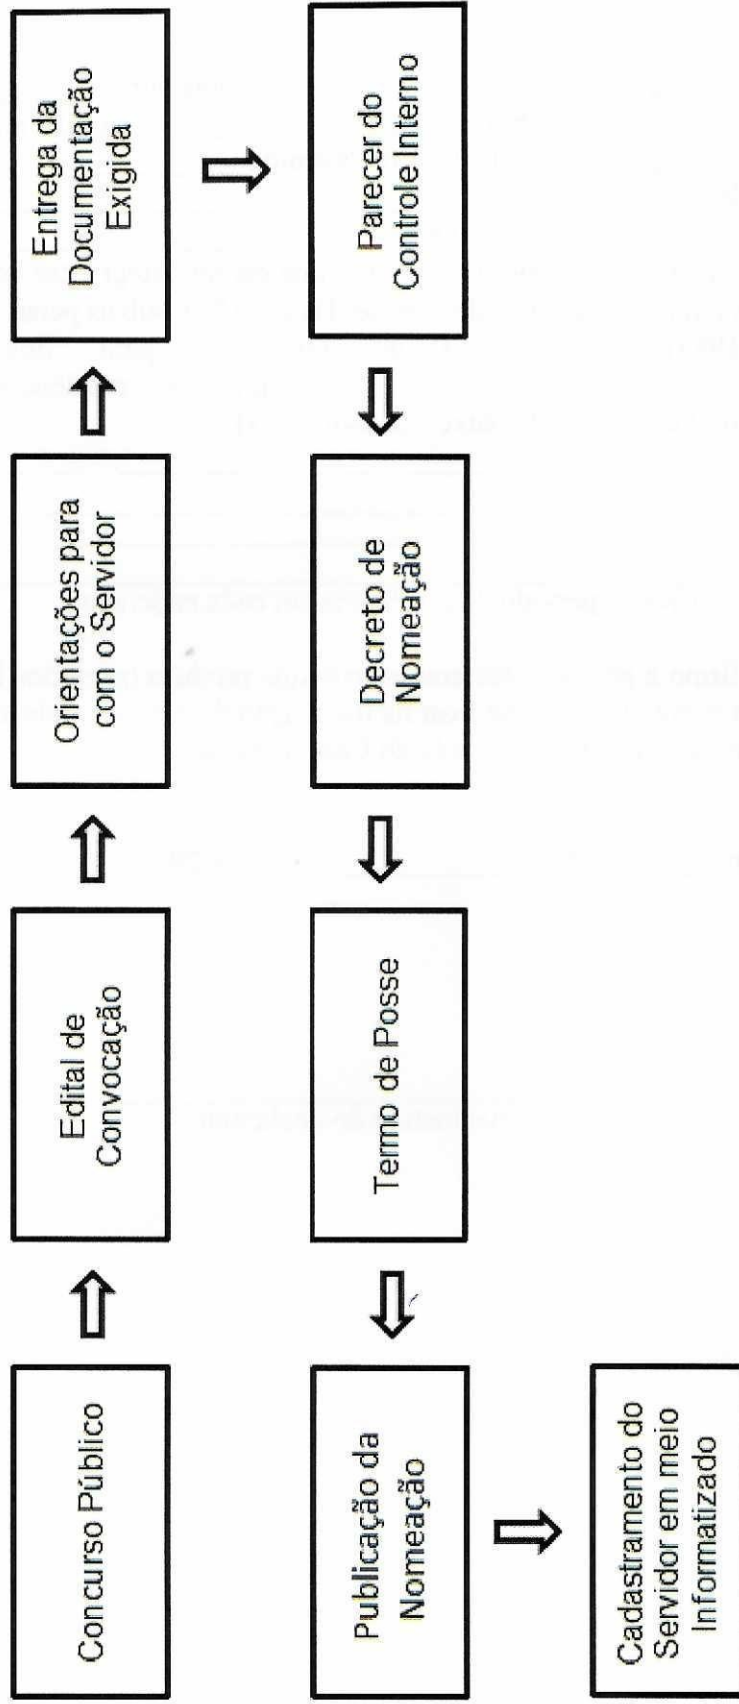 Concurso Público
Edital de
Convocação
Orientações para
com o Servidor
Entrega da
Documentação
Exigida
Parecer do
Controle Interno
Decreto de
Nomeação
Termo de Posse
Publicação da
Nomeação
Cadastramento do
Servidor em meio
Informatizado